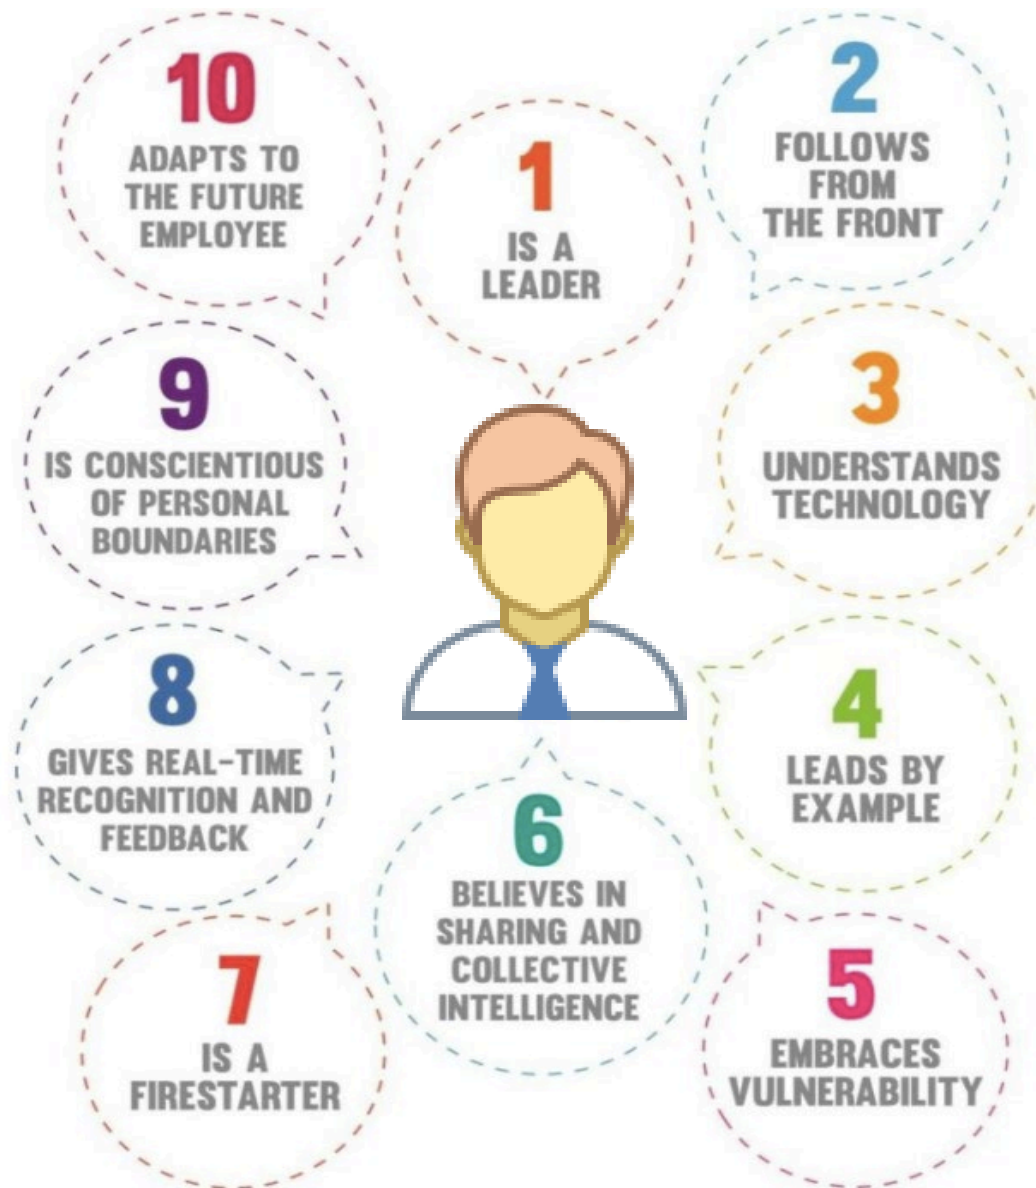 1
IS A
LEADER
2
FOLLOWS
FROM
THE FRONT
3
UNDERSTANDS
TECHNOLOGY
4
LEADS BY
EXAMPLE
5
EMBRACES
VULNERABILITY
6
BELIEVES IN
SHARING AND
COLLECTIVE
INTELLIGENCE
7
IS A
FIRESTARTER
8
GIVES REAL-TIME
RECOGNITION AND
FEEDBACK
9
IS CONSCIENTIOUS
OF PERSONAL
BOUNDARIES
10
ADAPTS TO
THE FUTURE
EMPLOYEE